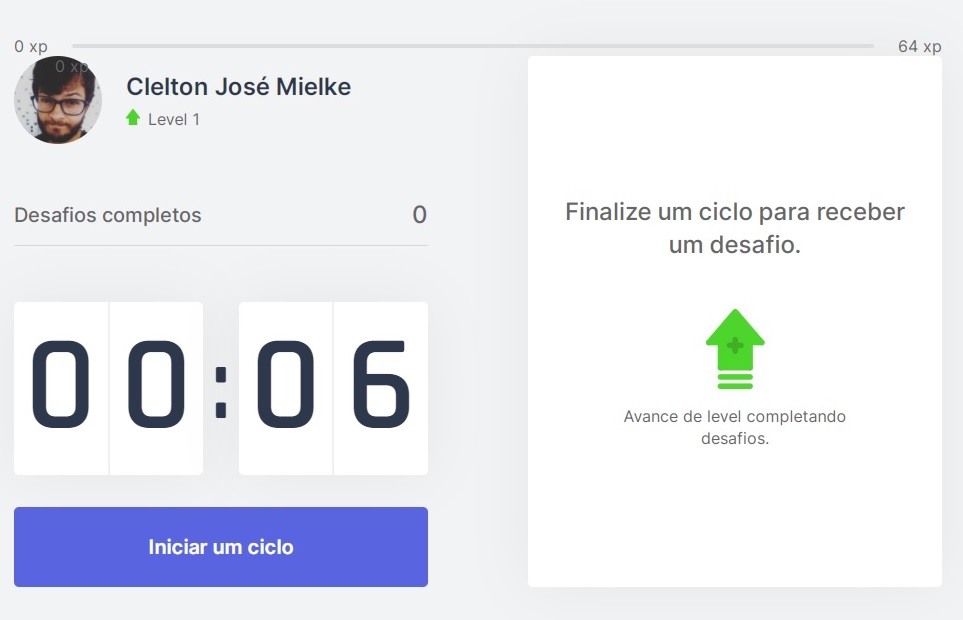 0 xp
64 xp
0 xp
Clelton José Mielke
Level 1
Desafios completos
0
00:06
Iniciar um ciclo
Finalize um ciclo para receber
um desafio.
Avance de level completando
desafios.